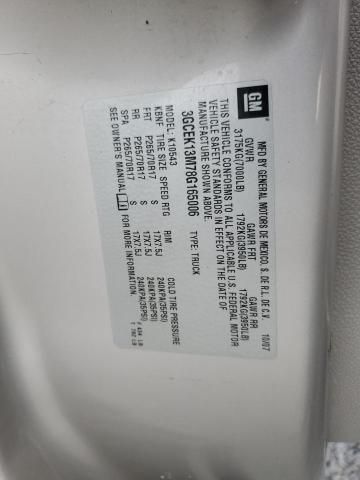 GM
MFD BY GENERAL MOTORS DE MEXICO, S. DE R.L. DE C.V. 10/07
GVWR GAWR FRT GAWR RR
3175KG(7000LB) 1792KG(3950LB) 1792KG(3950LB)
THIS VEHICLE CONFORMS TO ALL APPLICABLE U.S. FEDERAL MOTOR
VEHICLE SAFETY STANDARDS IN EFFECT ON THE DATE OF
MANUFACTURE SHOWN ABOVE.
3GCEK13M78G165006 TYPE: TRUCK
MODEL: K10543
KBNF TIRE SIZE SPEED RTG RIM COLD TIRE PRESSURE
FRT P265/70R17 S 17X7.5J 240KPA(35PSI)
RR P265/70R17 S 17X7.5J 240KPA(35PSI)
SPA P265/70R17 S 17X7.5J 240KPA(35PSI)
SEE OWNER'S MANUAL FOR MORE INFORMATION.